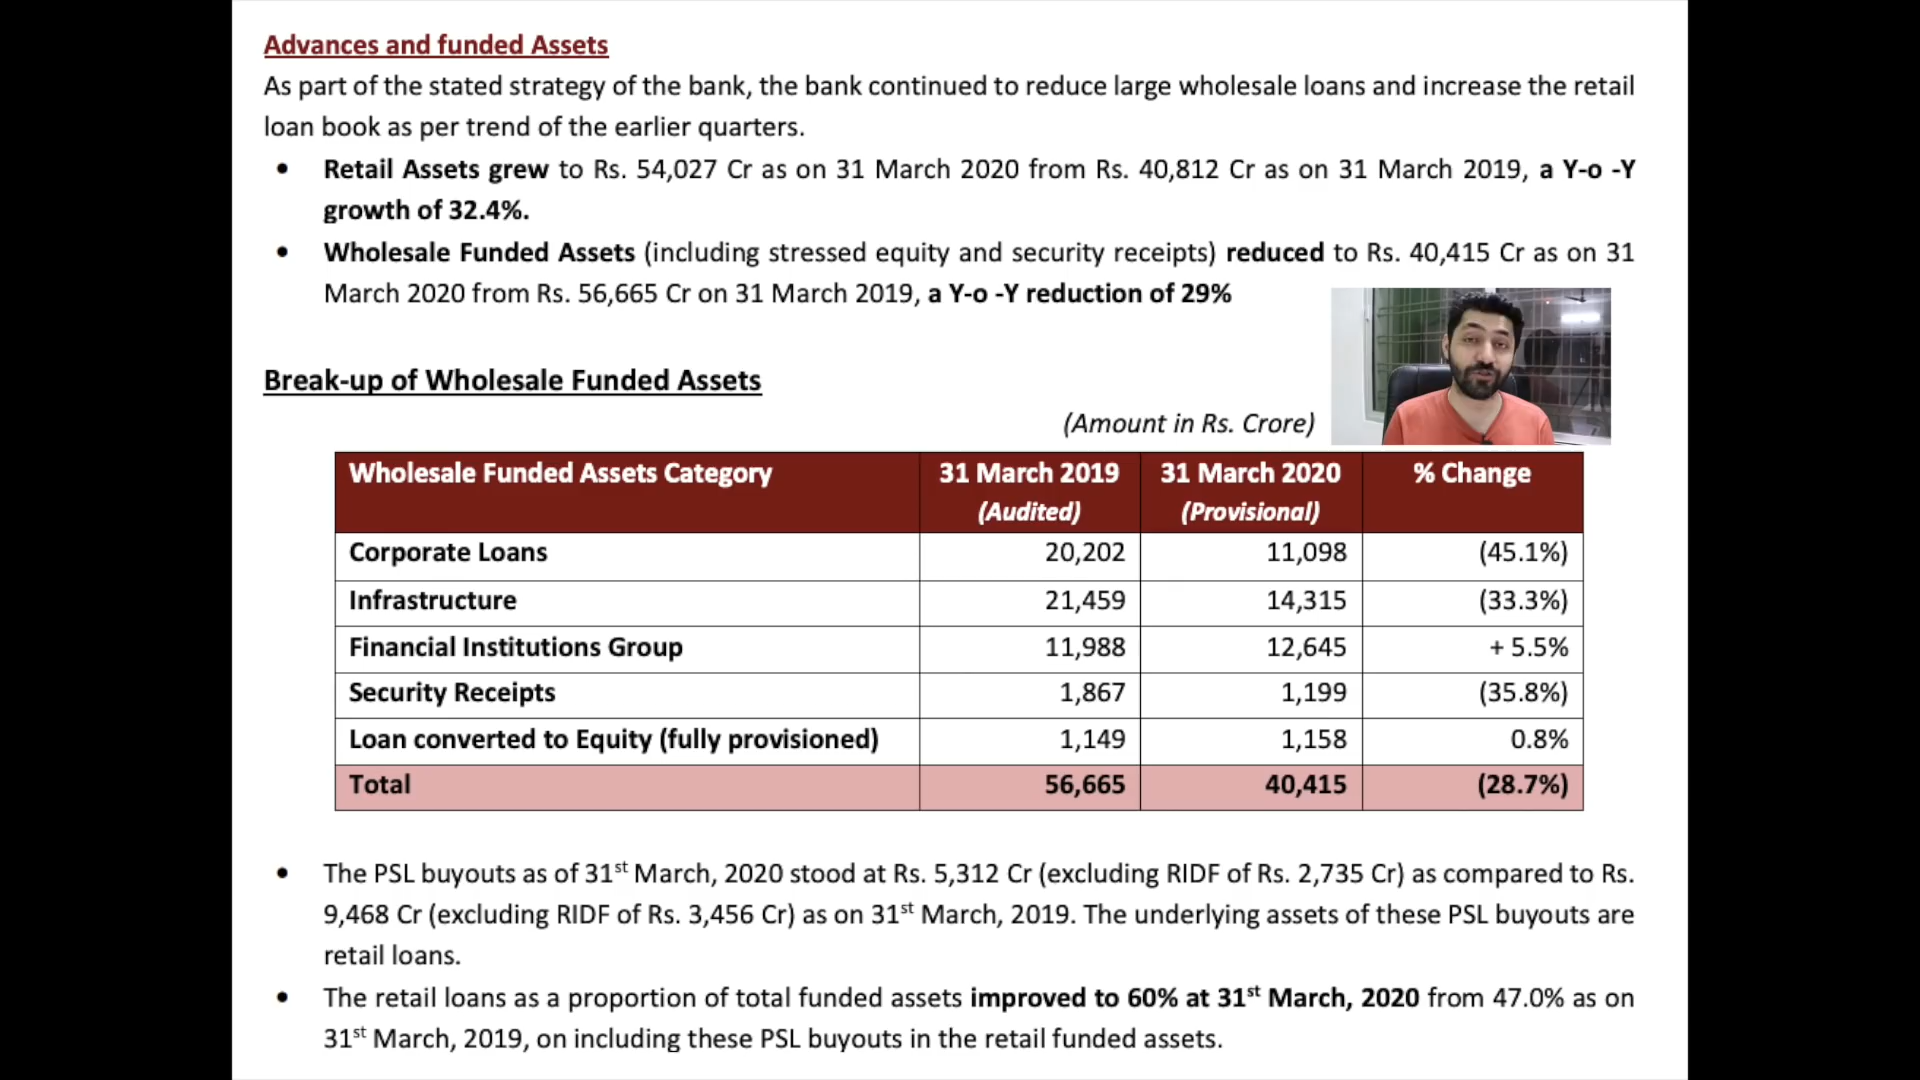 Advances and funded Assets
As part of the stated strategy of the bank, the bank continued to reduce large wholesale loans and increase the retail
loan book as per trend of the earlier quarters.
• Retail Assets grew to Rs. 54,027 Cr as on 31 March 2020 from Rs. 40,812 Cr as on 31 March 2019, a Y-o -Y
growth of 32.4%.
• Wholesale Funded Assets (including stressed equity and security receipts) reduced to Rs. 40,415 Cr as on 31
March 2020 from Rs. 56,665 Cr on 31 March 2019, a Y-o -Y reduction of 29%
Break-up of Wholesale Funded Assets
(Amount in Rs. Crore)
Wholesale Funded Assets Category 31 March 2019 31 March 2020 % Change
(Audited) (Provisional)
Corporate Loans 20,202 11,098 (45.1%)
Infrastructure 21,459 14,315 (33.3%)
Financial Institutions Group 11,988 12,645 + 5.5%
Security Receipts 1,867 1,199 (35.8%)
Loan converted to Equity (fully provisioned) 1,149 1,158 0.8%
Total 56,665 40,415 (28.7%)
• The PSL buyouts as of 31st March, 2020 stood at Rs. 5,312 Cr (excluding RIDF of Rs. 2,735 Cr) as compared to Rs.
9,468 Cr (excluding RIDF of Rs. 3,456 Cr) as on 31st March, 2019. The underlying assets of these PSL buyouts are
retail loans.
• The retail loans as a proportion of total funded assets improved to 60% at 31st March, 2020 from 47.0% as on
31st March, 2019, on including these PSL buyouts in the retail funded assets.